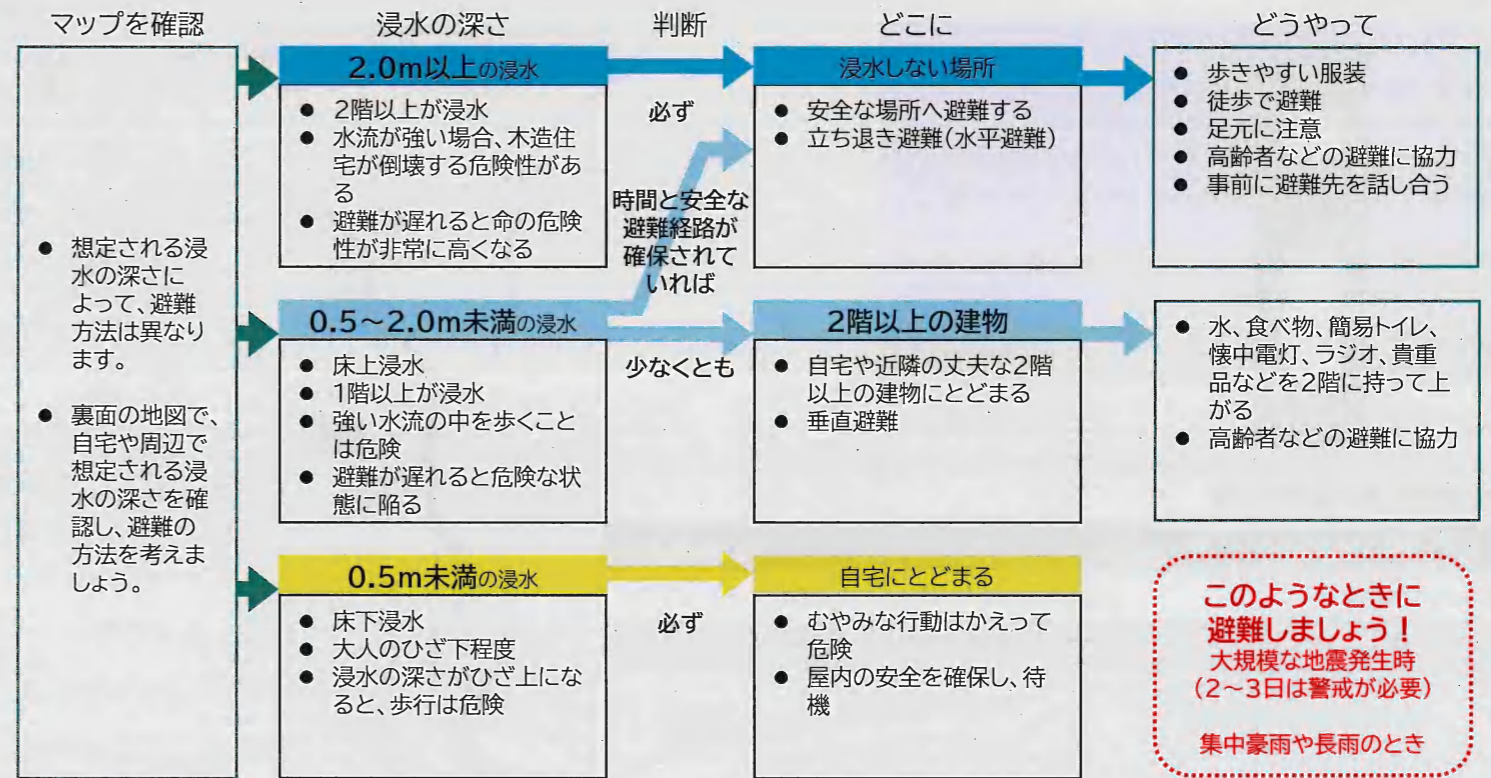 マップを確認
浸水の深さ
判断
どこに
どうやって
● 想定される浸
水の深さに
よって、避難
方法は異なり
ます。
● 裏面の地図で、
自宅や周辺で
想定される浸
水の深さを確
認し、避難の
方法を考えま
しょう。
2.0m以上の浸水
● 2階以上が浸水
● 水流が強い場合、木造住
宅が倒壊する危険性があ
る
● 避難が遅れると命の危険
性が非常に高くなる
必ず
浸水しない場所
● 安全な場所へ避難する
● 立ち退き避難(水平避難)
● 歩きやすい服装
● 徒歩で避難
● 足元に注意
● 高齢者などの避難に協力
● 事前に避難先を話し合う
時間と安全な
避難経路が
確保されて
いれば
0.5～2.0m未満の浸水
● 床上浸水
● 1階以上が浸水
● 強い水流の中を歩くこと
は危険
● 避難が遅れると危険な状
態に陥る
少なくとも
2階以上の建物
● 自宅や近隣の丈夫な2階
以上の建物にとどまる
● 垂直避難
● 水、食べ物、簡易トイレ、
懐中電灯、ラジオ、貴重
品などを2階に持って上
がる
● 高齢者などの避難に協力
0.5m未満の浸水
● 床下浸水
● 大人のひざ下程度
● 浸水の深さがひざ上にな
ると、歩行は危険
必ず
自宅にとどまる
● むやみな行動はかえって
危険
● 屋内の安全を確保し、待
機
このようなときに
避難しましょう！
大規模な地震発生時
(2～3日は警戒が必要)
集中豪雨や長雨のとき